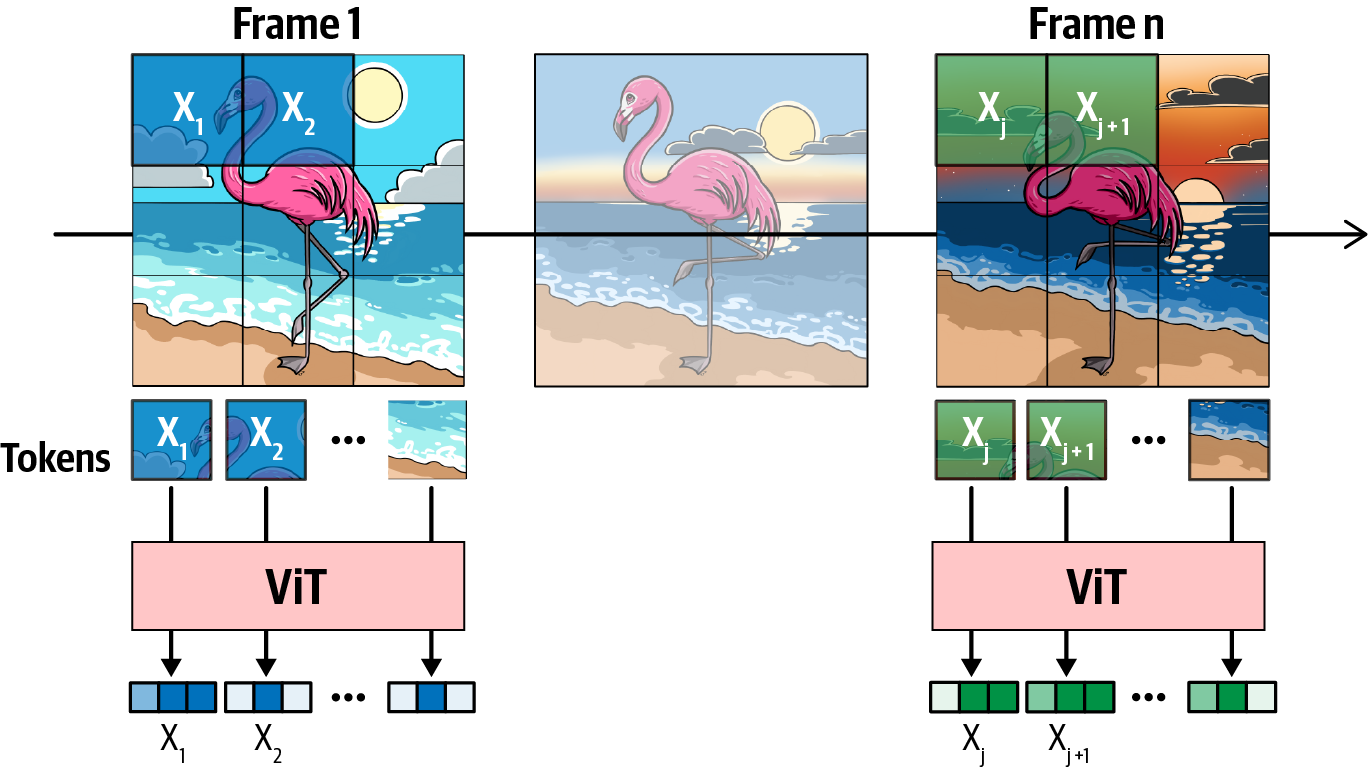 Frame 1
Frame n
X1 X2
Xj Xj+1
Tokens
X1 X2 ••• 
Xj Xj+1 •••
ViT
ViT
•••
•••
X1 X2
Xj Xj+1